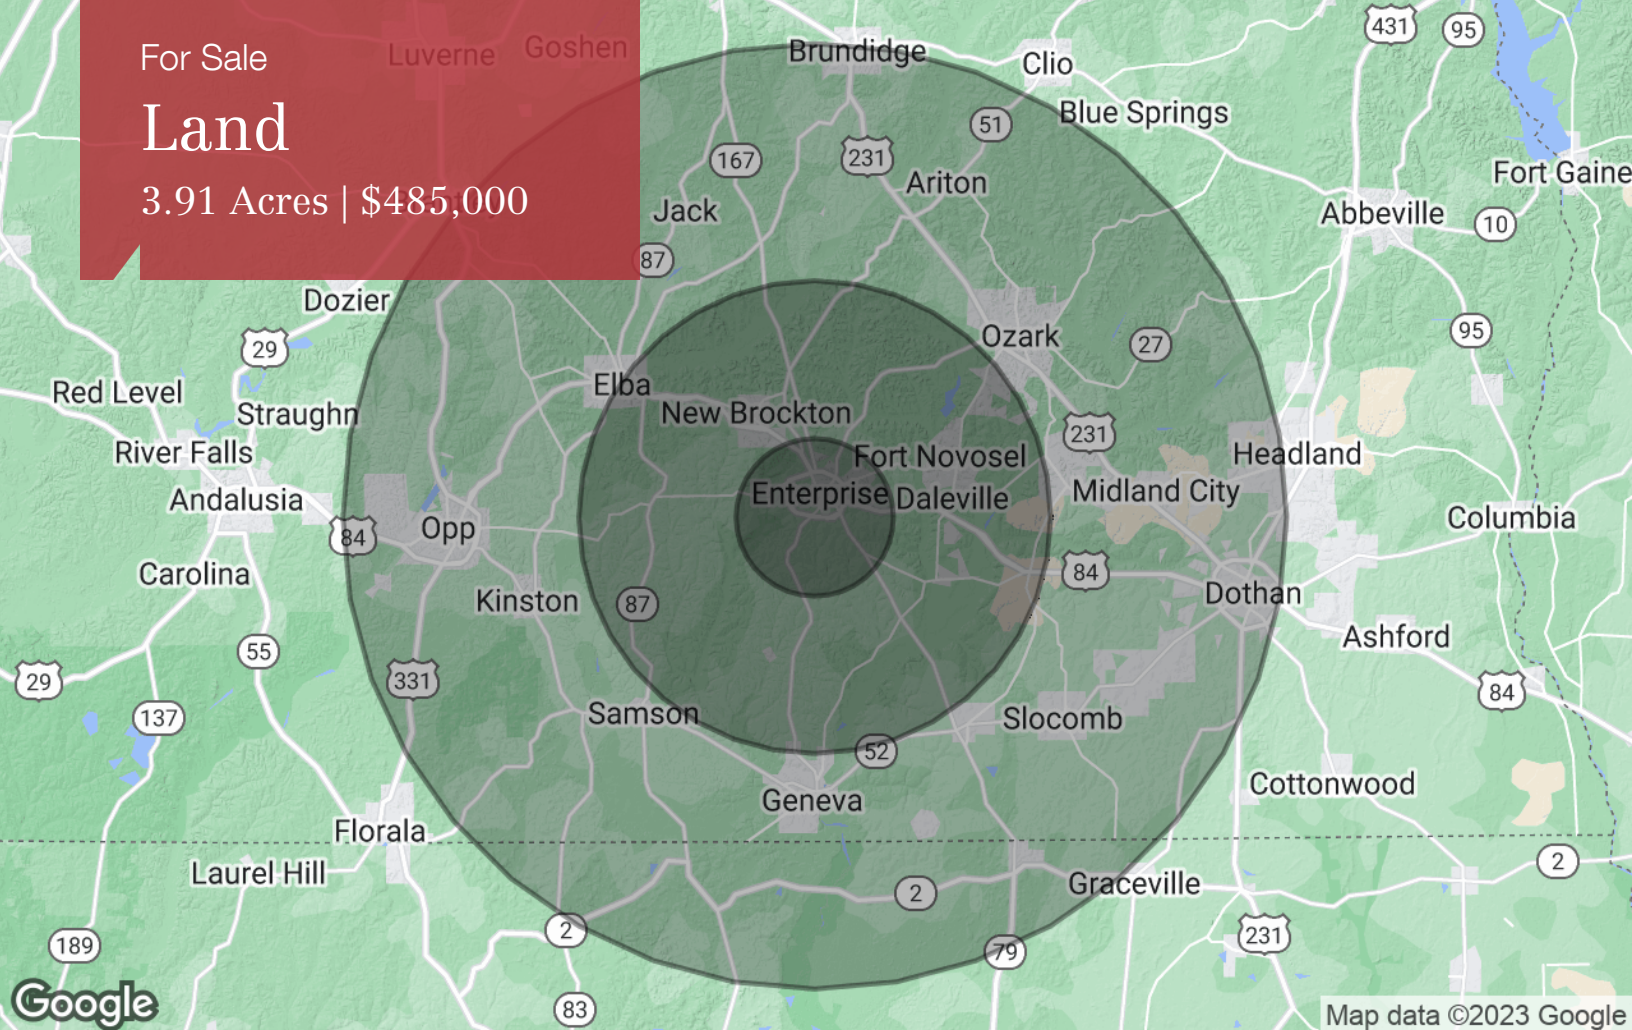 For Sale
Land
3.91 Acres | $485,000
Luverne
Goshen
Brundidge
Clio
431
95
Blue Springs
51
167
231
Ariton
Fort Gaine
Jack
Abbeville
10
87
Dozier
29
Ozark
27
95
Red Level
Elba
Straughn
New Brockton
231
River Falls
Fort Novosel
Headland
Andalusia
Enterprise
Daleville
Midland City
Opp
84
Columbia
Carolina
84
Kinston
87
Dothan
Ashford
55
29
331
84
137
Samson
Slocomb
52
Geneva
Cottonwood
Florala
Laurel Hill
2
Graceville
2
2
231
189
79
83
Google
Map data ©2023 Google